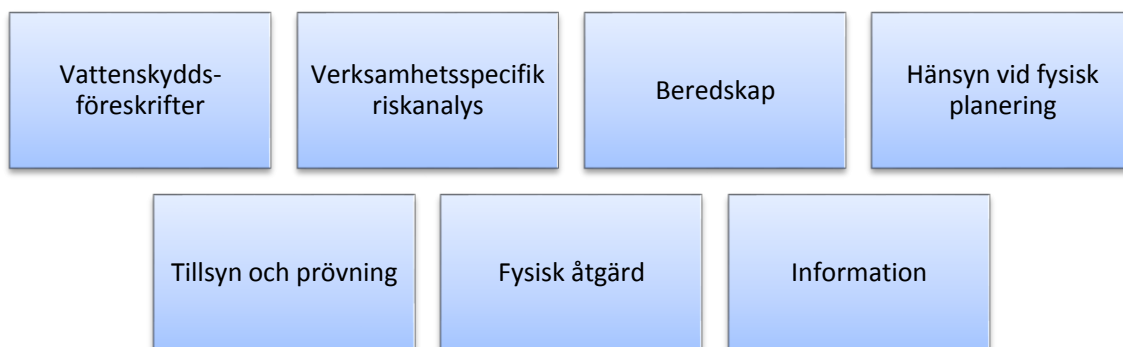 Vattenskydds-
föreskrifter
Verksamhetsspecifik
riskanalys
Beredskap
Hänsyn vid fysisk
planering
Tillsyn och prövning
Fysisk åtgärd
Information